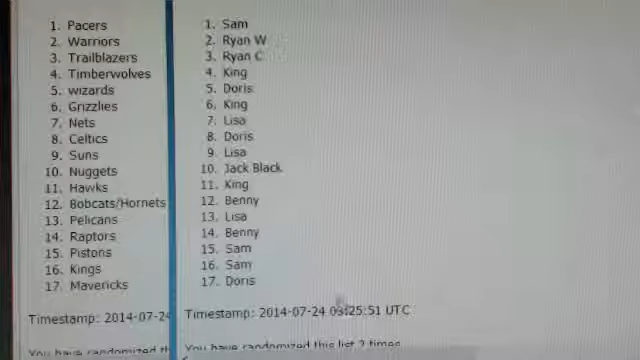 1. Pacers
2. Warriors
3. Trailblazers
4. Timberwolves
5. wizards
6. Grizzlies
7. Nets
8. Celtics
9. Suns
10. Nuggets
11. Hawks
12. Bobcats/Hornets
13. Pelicans
14. Raptors
15. Pistons
16. Kings
17. Mavericks
Timestamp: 2014-07-24
You have randomized th
1. Sam
2. Ryan W
3. Ryan C
4. King
5. Doris
6. King
7. Lisa
8. Doris
9. Lisa
10. Jack Black
11. King
12. Benny
13. Lisa
14. Benny
15. Sam
16. Sam
17. Doris
Timestamp: 2014-07-24 03:25:51 UTC
You have randomized this list 2 times